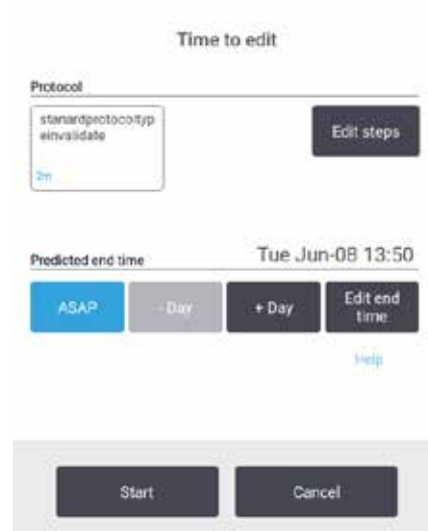 Time to edit
Protocol
stanardprotocoltyp
einvalidate
Edit steps
2m
Predicted end time
Tue Jun-08 13:50
ASAP
- Day
+ Day
Edit end
time
Help
Start
Cancel